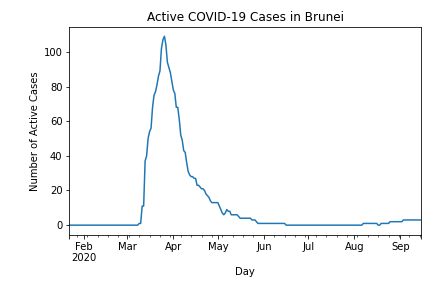 Active COVID-19 Cases in Brunei
Number of Active Cases
100
80
60
40
20
0
Feb Mar Apr May Jun Jul Aug Sep
2020
Day